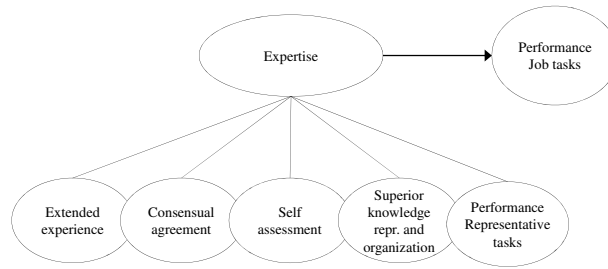 Expertise
Performance
Job tasks
Extended
experience
Consensual
agreement
Self
assessment
Superior
knowledge
repr. and
organization
Performance
Representative
tasks